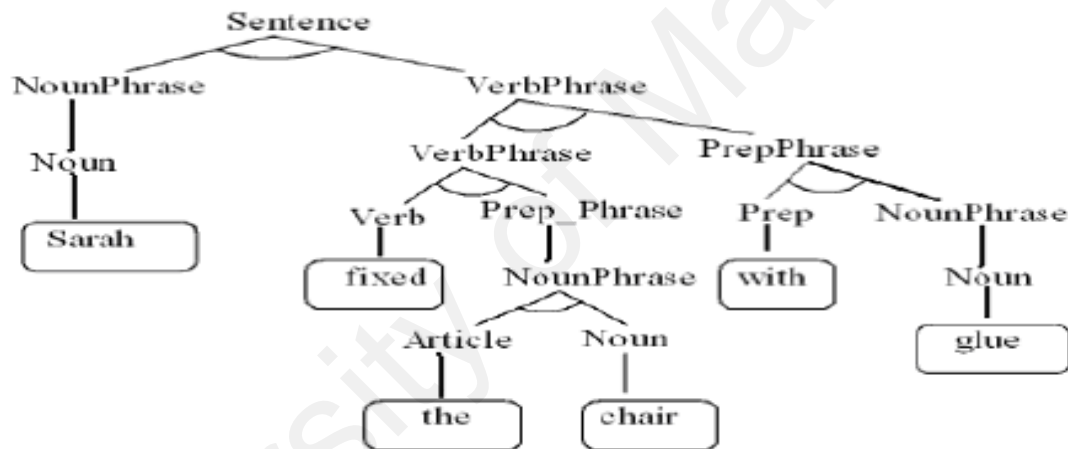 Sentence
NounPhrase VerbPhrase
Noun VerbPhrase PrepPhrase
Sarah Verb Prep_Phrase Prep NounPhrase
fixed NounPhrase with Noun
Article Noun glue
the chair